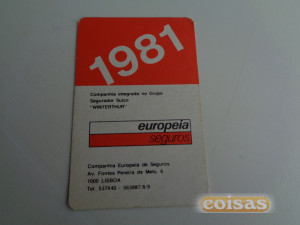 1981
Companhia integrada no Grupo
Segurador Suíço
"WINTERTHUR"
europeia
seguros
Companhia Europeia de Seguros
Av. Fontes Pereira de Melo, 6
1000 LISBOA
coisas